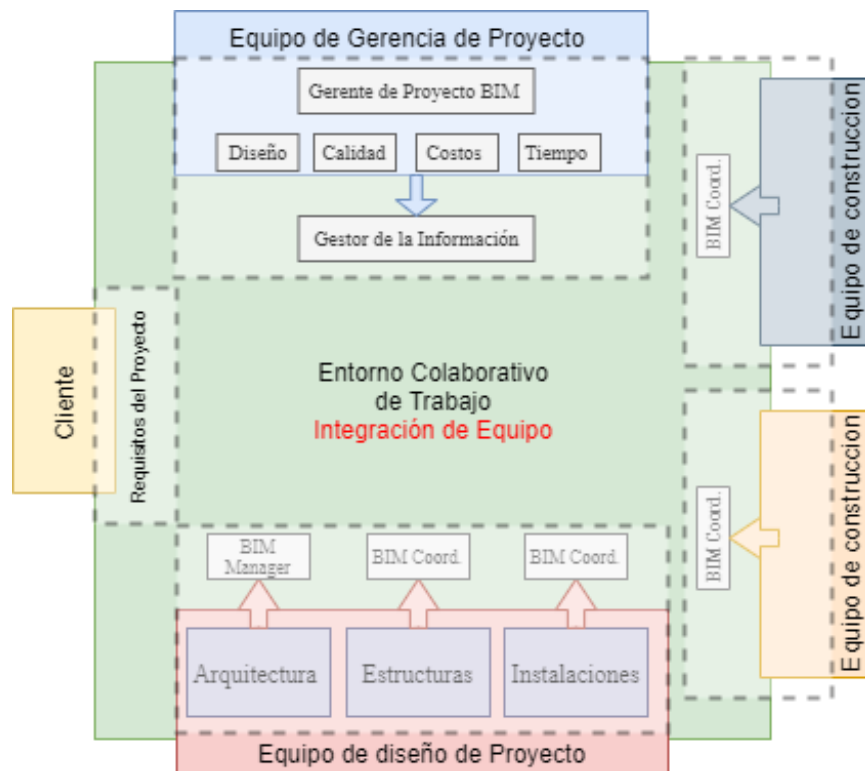 Equipo de Gerencia de Proyecto
Gerente de Proyecto BIM
Diseño
Calidad
Costos
Tiempo
Gestor de la Información
BIM Coord.
Equipo de construccion
Cliente
Requisitos del Proyecto
Entorno Colaborativo
de Trabajo
Integración de Equipo
BIM Coord.
Equipo de construccion
BIM
Manager
BIM Coord.
BIM Coord.
Arquitectura
Estructuras
Instalaciones
Equipo de diseño de Proyecto